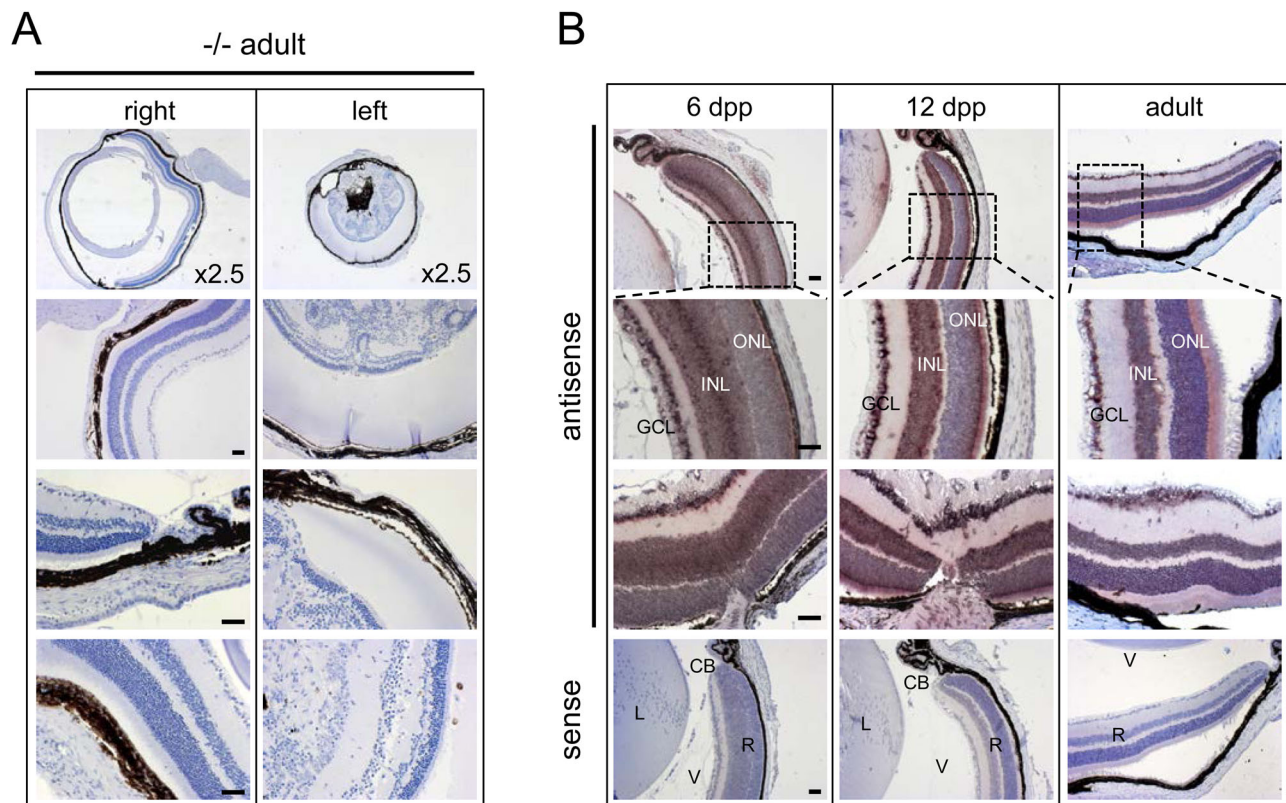 A
-/- adult
right
left
x2.5
x2.5
B
6 dpp
12 dpp
adult
antisense
ONL
INL
GCL
ONL
INL
GCL
ONL
INL
GCL
sense
CB
L
R
V
CB
L
R
V
V
R